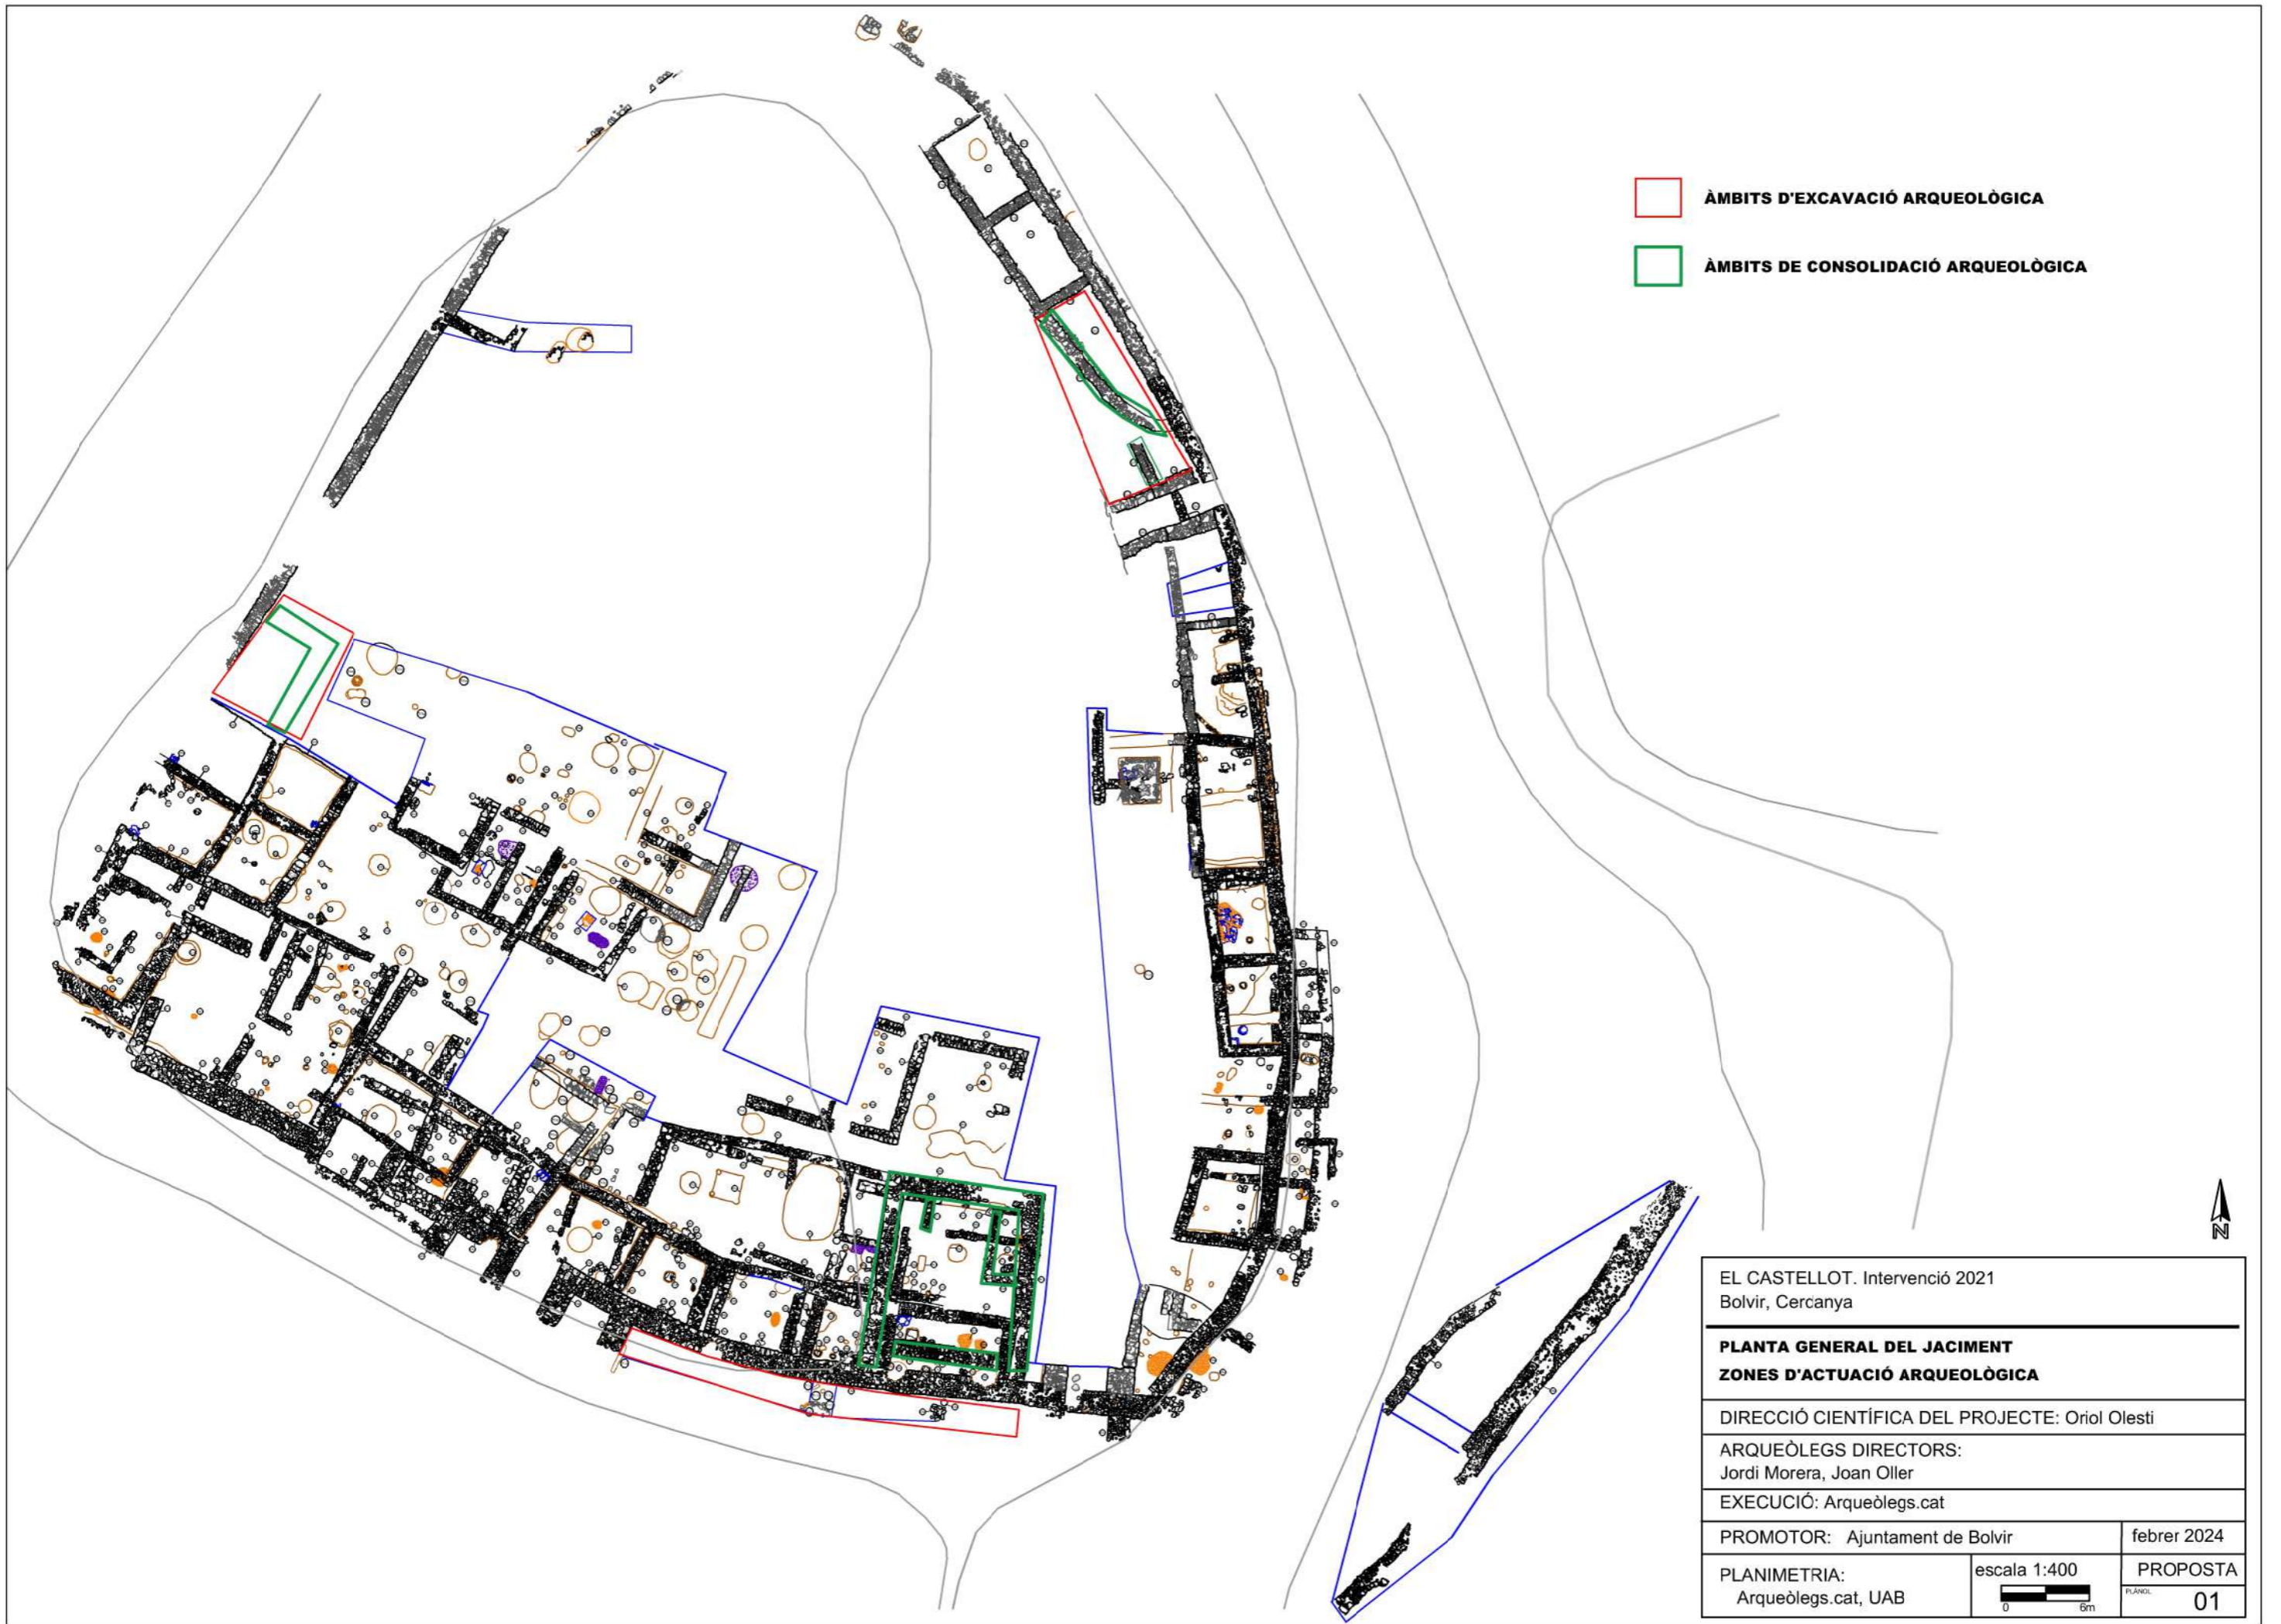 ÀMBITS D'EXCAVACIÓ ARQUEOLÒGICA
ÀMBITS DE CONSOLIDACIÓ ARQUEOLÒGICA
N
EL CASTELLOT. Intervenció 2021
Bolvir, Cercanya
PLANTA GENERAL DEL JACIMENT
ZONES D'ACTUACIÓ ARQUEOLÒGICA
DIRECCIÓ CIENTÍFICA DEL PROJECTE: Oriol Olesti
ARQUEÒLEGS DIRECTORS:
Jordi Morera, Joan Oller
EXECUCIÓ: Arqueòlegs.cat
PROMOTOR: Ajuntament de Bolvir
febrer 2024
PLANIMETRIA:
Arqueòlegs.cat, UAB
escala 1:400
0 6m
PROPOSTA
PLÀNOL
01